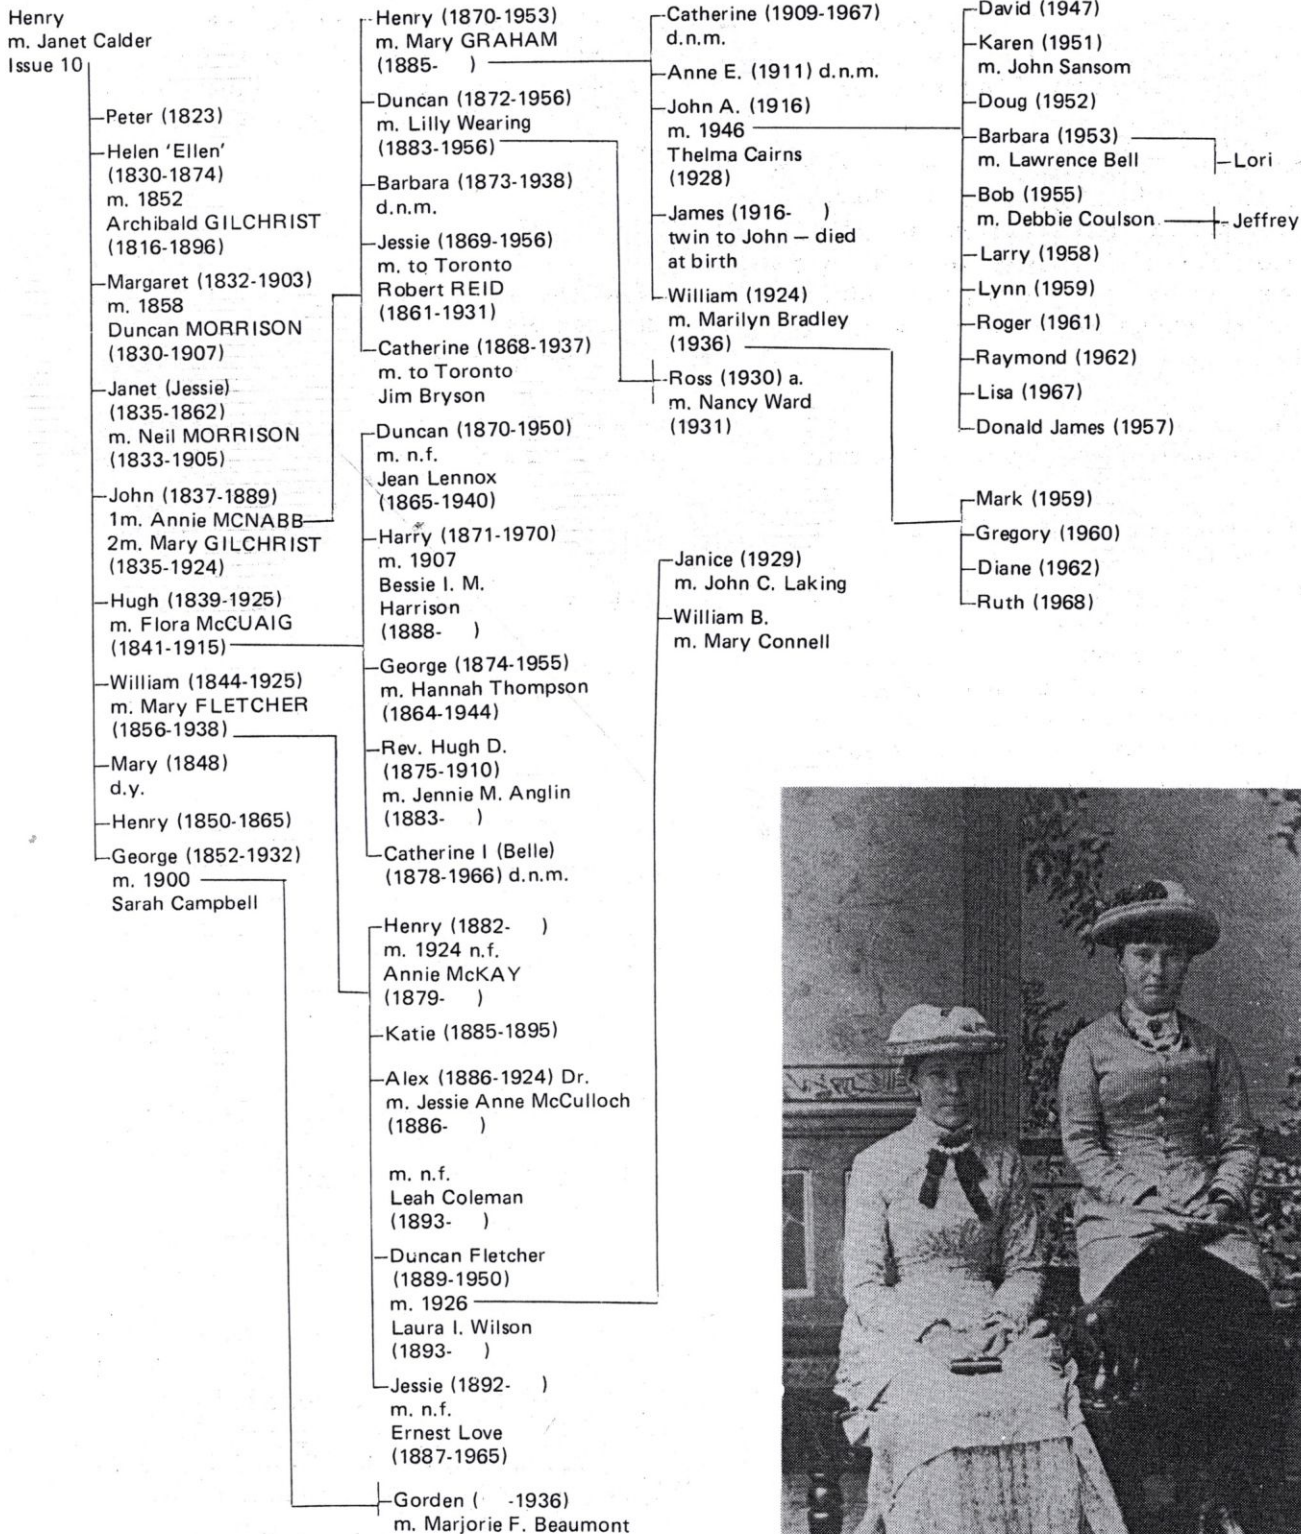 Henry
m. Janet Calder
Issue 10
Peter (1823)
Helen 'Ellen'
(1830-1874)
m. 1852
Archibald GILCHRIST
(1816-1896)
Margaret (1832-1903)
m. 1858
Duncan MORRISON
(1830-1907)
Janet (Jessie)
(1835-1862)
m. Neil MORRISON
(1833-1905)
John (1837-1889)
1m. Annie MCNABB
2m. Mary GILCHRIST
(1835-1924)
Hugh (1839-1925)
m. Flora McCUAIG
(1841-1915)
William (1844-1925)
m. Mary FLETCHER
(1856-1938)
Mary (1848)
d.y.
Henry (1850-1865)
George (1852-1932)
m. 1900
Sarah Campbell
Henry (1870-1953)
m. Mary GRAHAM
(1885-    )
Duncan (1872-1956)
m. Lilly Wearing
(1883-1956)
Barbara (1873-1938)
d.n.m.
Jessie (1869-1956)
m. to Toronto
Robert REID
(1861-1931)
Catherine (1868-1937)
m. to Toronto
Jim Bryson
Duncan (1870-1950)
m. n.f.
Jean Lennox
(1865-1940)
Harry (1871-1970)
m. 1907
Bessie I. M.
Harrison
(1888-    )
George (1874-1955)
m. Hannah Thompson
(1864-1944)
Rev. Hugh D.
(1875-1910)
m. Jennie M. Anglin
(1883-    )
Catherine I (Belle)
(1878-1966) d.n.m.
Henry (1882-    )
m. 1924 n.f.
Annie McKAY
(1879-    )
Katie (1885-1895)
Alex (1886-1924) Dr.
m. Jessie Anne McCulloch
(1886-    )
m. n.f.
Leah Coleman
(1893-    )
Duncan Fletcher
(1889-1950)
m. 1926
Laura I. Wilson
(1893-    )
Jessie (1892-    )
m. n.f.
Ernest Love
(1887-1965)
Gorden (    -1936)
m. Marjorie F. Beaumont
Catherine (1909-1967)
d.n.m.
Anne E. (1911) d.n.m.
John A. (1916)
m. 1946
Thelma Cairns
(1928)
James (1916-    )
twin to John — died
at birth
William (1924)
m. Marilyn Bradley
(1936)
Ross (1930) a.
m. Nancy Ward
(1931)
Janice (1929)
m. John C. Laking
William B.
m. Mary Connell
David (1947)
Karen (1951)
m. John Sansom
Doug (1952)
Barbara (1953)
m. Lawrence Bell
Bob (1955)
m. Debbie Coulson
Larry (1958)
Lynn (1959)
Roger (1961)
Raymond (1962)
Lisa (1967)
Donald James (1957)
Mark (1959)
Gregory (1960)
Diane (1962)
Ruth (1968)
Lori
Jeffrey